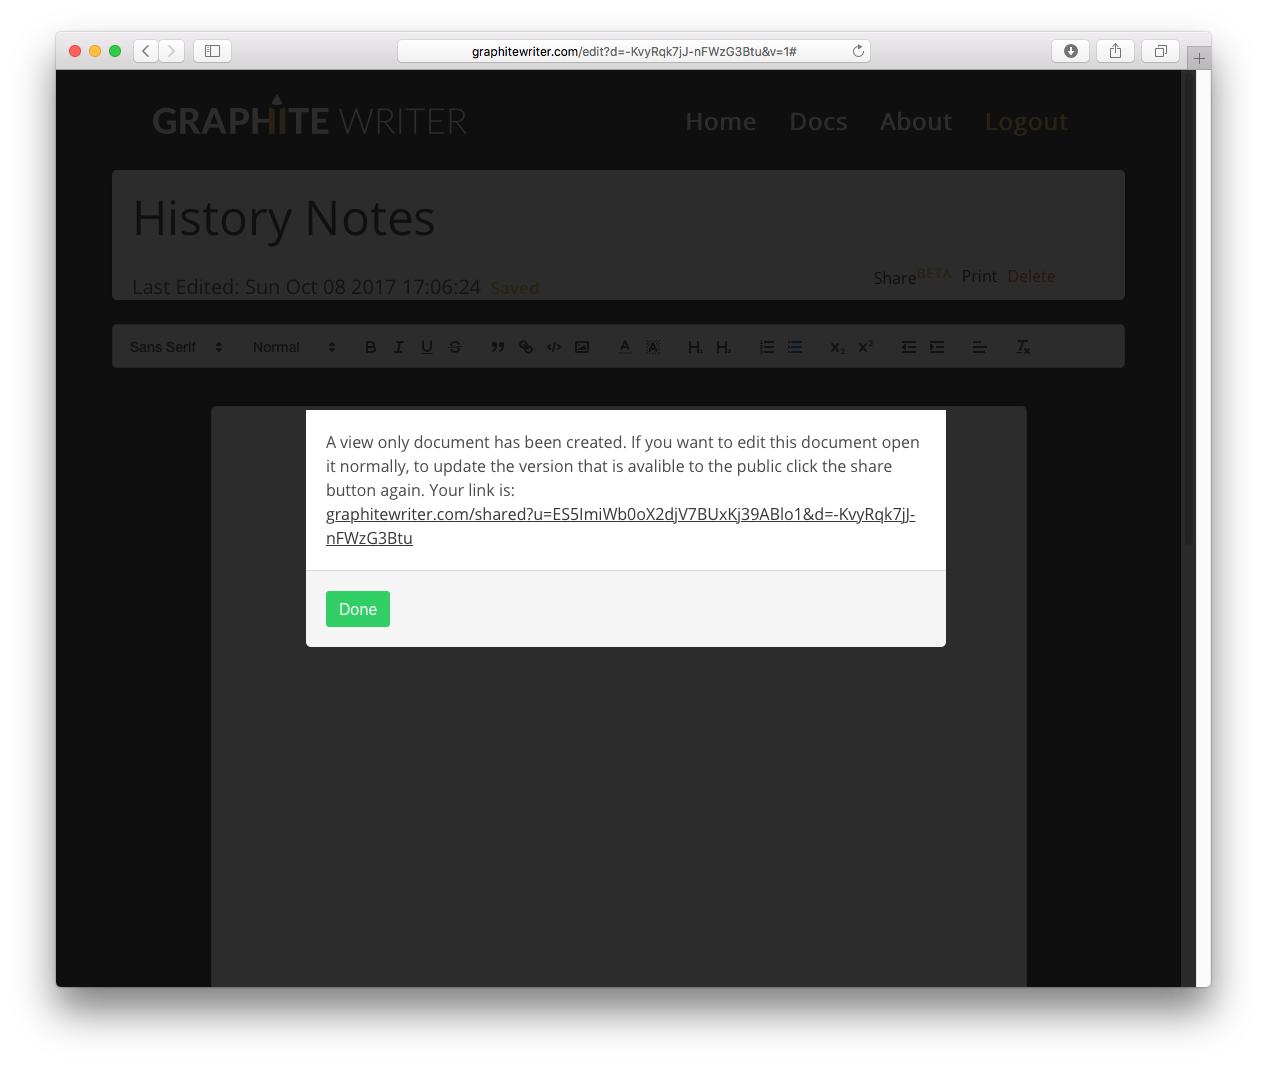 graphitewriter.com/edit?d=-KvyRqk7jJ-nFWzG3Btu&v=1#
GRAPHITE WRITER
Home Docs About Logout
History Notes
Last Edited: Sun Oct 08 2017 17:06:24 Saved
Share BETA Print Delete
Sans Serif Normal B I U S A A H1 H2 X2 X2 Tx
A view only document has been created. If you want to edit this document open
it normally, to update the version that is avalible to the public click the share
button again. Your link is:
graphitewriter.com/shared?u=ES5ImiWb0oX2djV7BUxKj39ABlo1&d=-KvyRqk7jJ-
nFWzG3Btu
Done